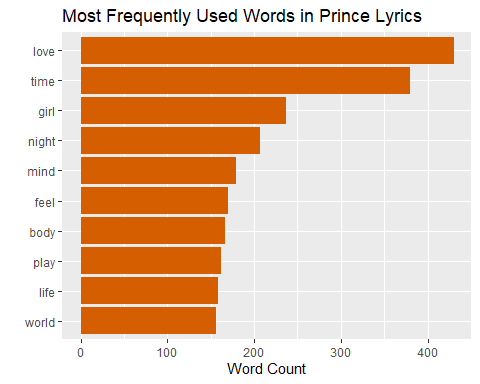 Most Frequently Used Words in Prince Lyrics
love
time
girl
night
mind
feel
body
play
life
world
0 100 200 300 400
Word Count